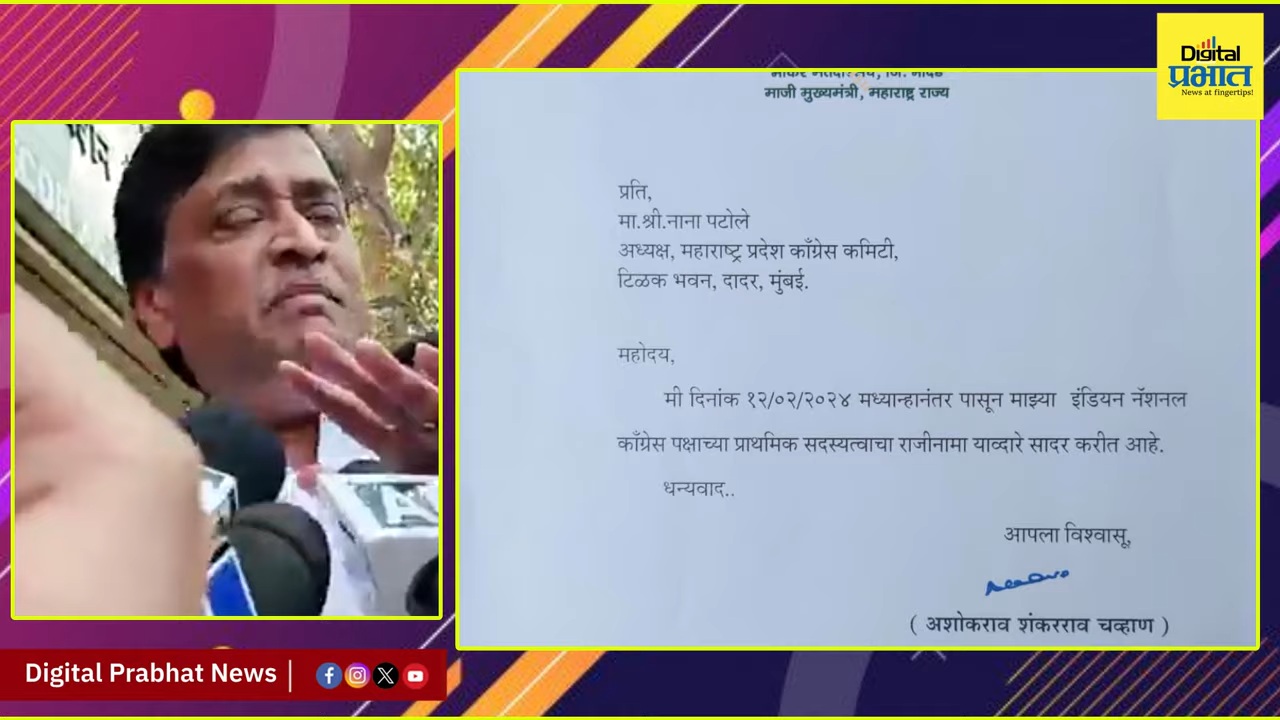 Digital
प्रभात
News at fingertips!
माजी मुख्यमंत्री, महाराष्ट्र राज्य
प्रति,
मा.श्री.नाना पटोले
अध्यक्ष, महाराष्ट्र प्रदेश काँग्रेस कमिटी,
टिळक भवन, दादर, मुंबई.
महोदय,
मी दिनांक १२/०२/२०२४ मध्यान्हानंतर पासून माझ्या इंडियन नॅशनल
काँग्रेस पक्षाच्या प्राथमिक सदस्यत्वाचा राजीनामा याव्दारे सादर करीत आहे.
धन्यवाद..
आपला विश्वासू,
( अशोकराव शंकरराव चव्हाण )
Digital Prabhat News